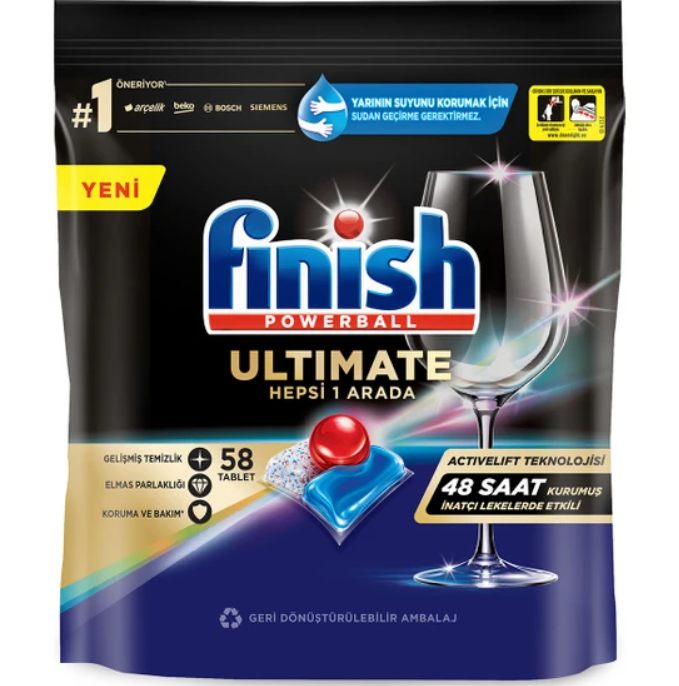 #1
ÖNERİYOR¹
arçelik beko BOSCH SIEMENS
YARININ SUYUNU KORUMAK İÇİN
SUDAN GEÇİRME GEREKTİRMEZ.
YENİ
finish
POWERBALL
ULTIMATE
HEPSİ 1 ARADA
GELİŞMİŞ TEMİZLİK
ELMAS PARLAKLIĞI
KORUMA VE BAKIM*
58
TABLET
ACTIVELIFT TEKNOLOJİSİ
48 SAAT KURUMUŞ
İNATÇI LEKELERDE ETKİLİ
GERİ DÖNÜŞTÜRÜLEBİLİR AMBALAJ